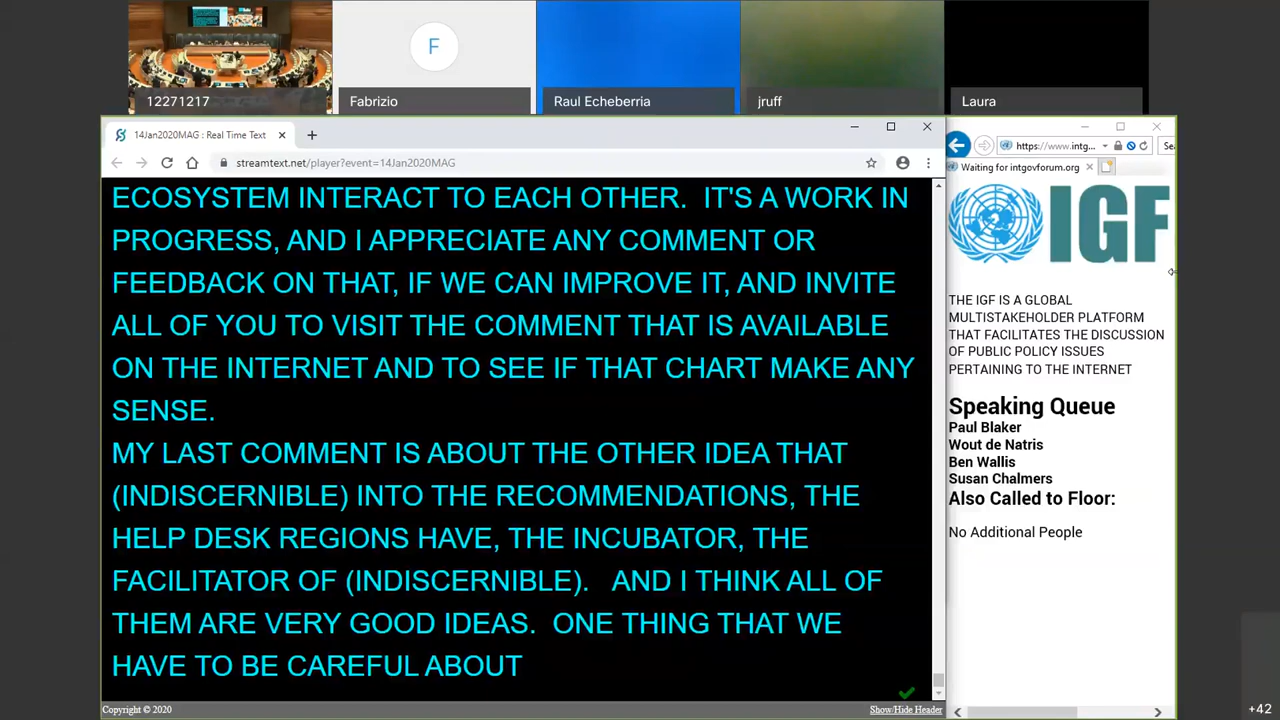 F
12271217
Fabrizio
Raul Echeberria
jruff
Laura
14Jan2020MAG : Real Time Text
streamtext.net/player?event=14Jan2020MAG
ECOSYSTEM INTERACT TO EACH OTHER. IT'S A WORK IN
PROGRESS, AND I APPRECIATE ANY COMMENT OR
FEEDBACK ON THAT, IF WE CAN IMPROVE IT, AND INVITE
ALL OF YOU TO VISIT THE COMMENT THAT IS AVAILABLE
ON THE INTERNET AND TO SEE IF THAT CHART MAKE ANY
SENSE.
MY LAST COMMENT IS ABOUT THE OTHER IDEA THAT
(INDISCERNIBLE) INTO THE RECOMMENDATIONS, THE
HELP DESK REGIONS HAVE, THE INCUBATOR, THE
FACILITATOR OF (INDISCERNIBLE). AND I THINK ALL OF
THEM ARE VERY GOOD IDEAS. ONE THING THAT WE
HAVE TO BE CAREFUL ABOUT
Copyright © 2020
Show/Hide Header
https://www.intg...
Sea
Waiting for intgovforum.org
IGF
THE IGF IS A GLOBAL
MULTISTAKEHOLDER PLATFORM
THAT FACILITATES THE DISCUSSION
OF PUBLIC POLICY ISSUES
PERTAINING TO THE INTERNET
Speaking Queue
Paul Blaker
Wout de Natris
Ben Wallis
Susan Chalmers
Also Called to Floor:
No Additional People
+42